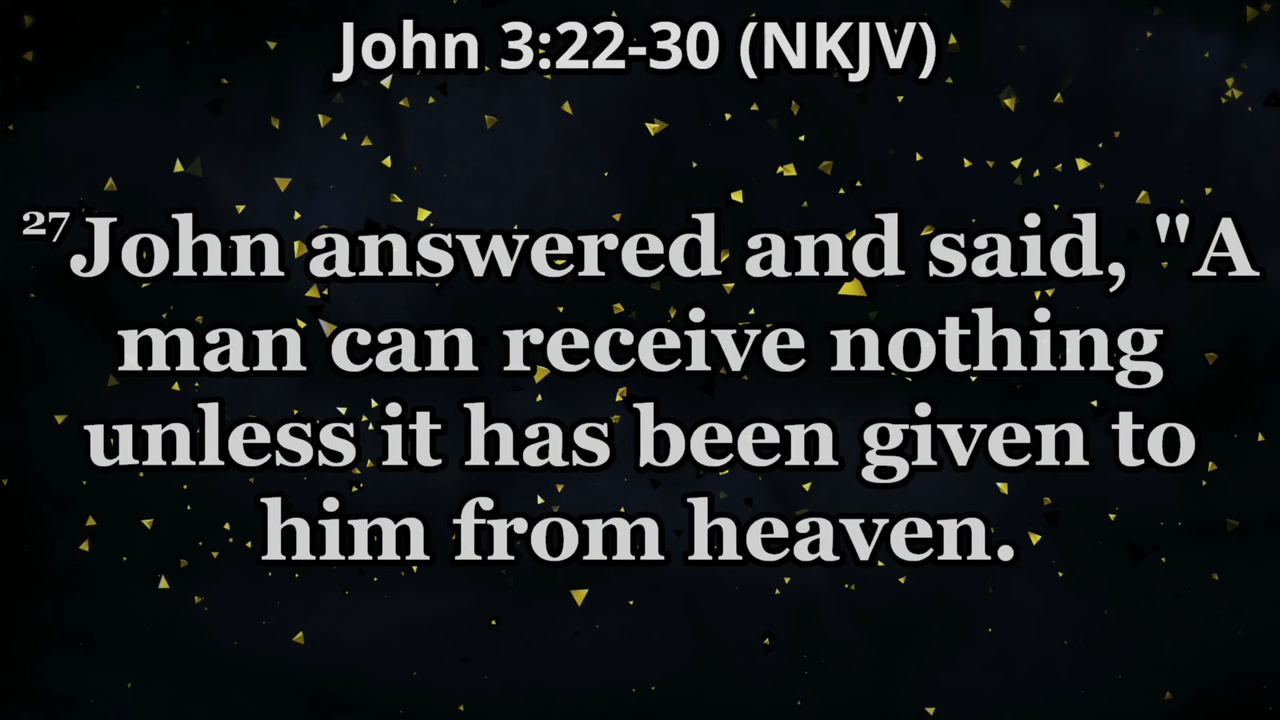 John 3:22-30 (NKJV)
27John answered and said, "A
man can receive nothing
unless it has been given to
him from heaven.